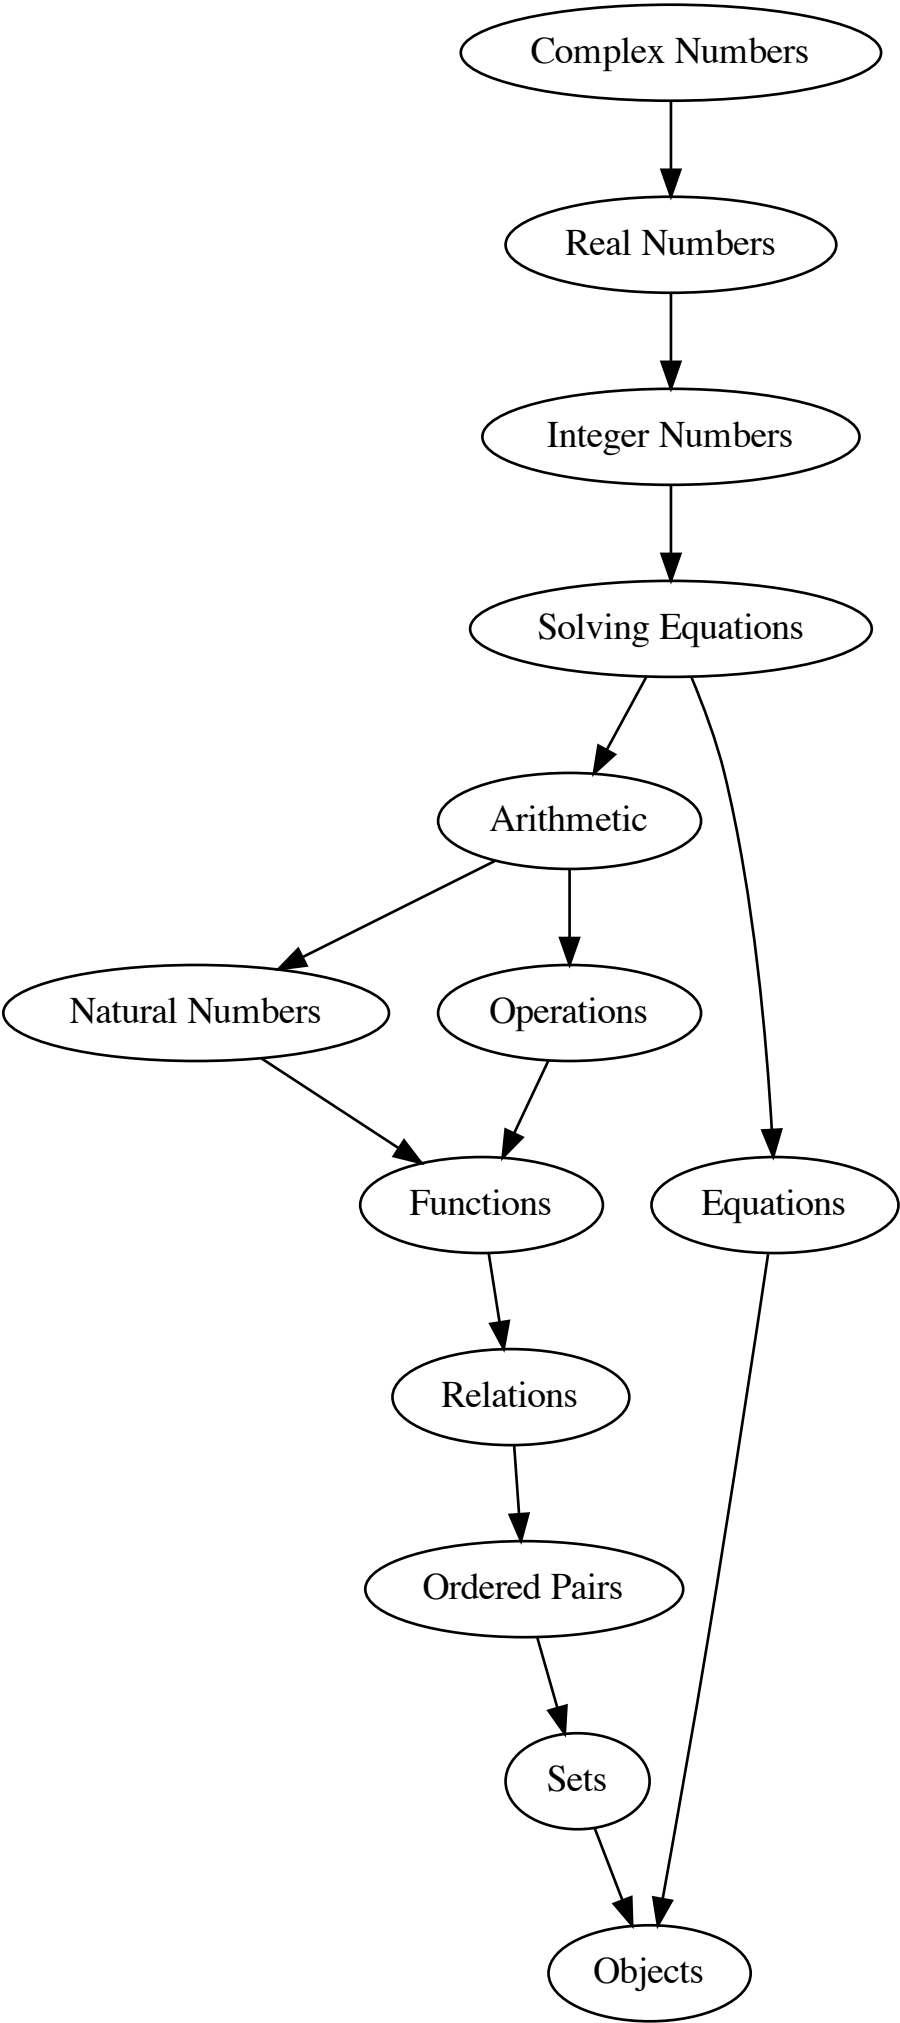 Complex Numbers
Real Numbers
Integer Numbers
Solving Equations
Arithmetic
Natural Numbers
Operations
Functions
Equations
Relations
Ordered Pairs
Sets
Objects